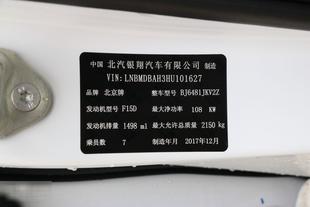 中国 北汽银翔汽车有限公司 制造
VIN:LNBMDBAH3HU101627
品牌 北京牌 整车型号 BJ6481JKV2Z
发动机型号 F15D 最大净功率 108 KW
发动机排量 1498 ml 最大允许总质量 2150 kg
乘员数 7 制造年月 2017年12月